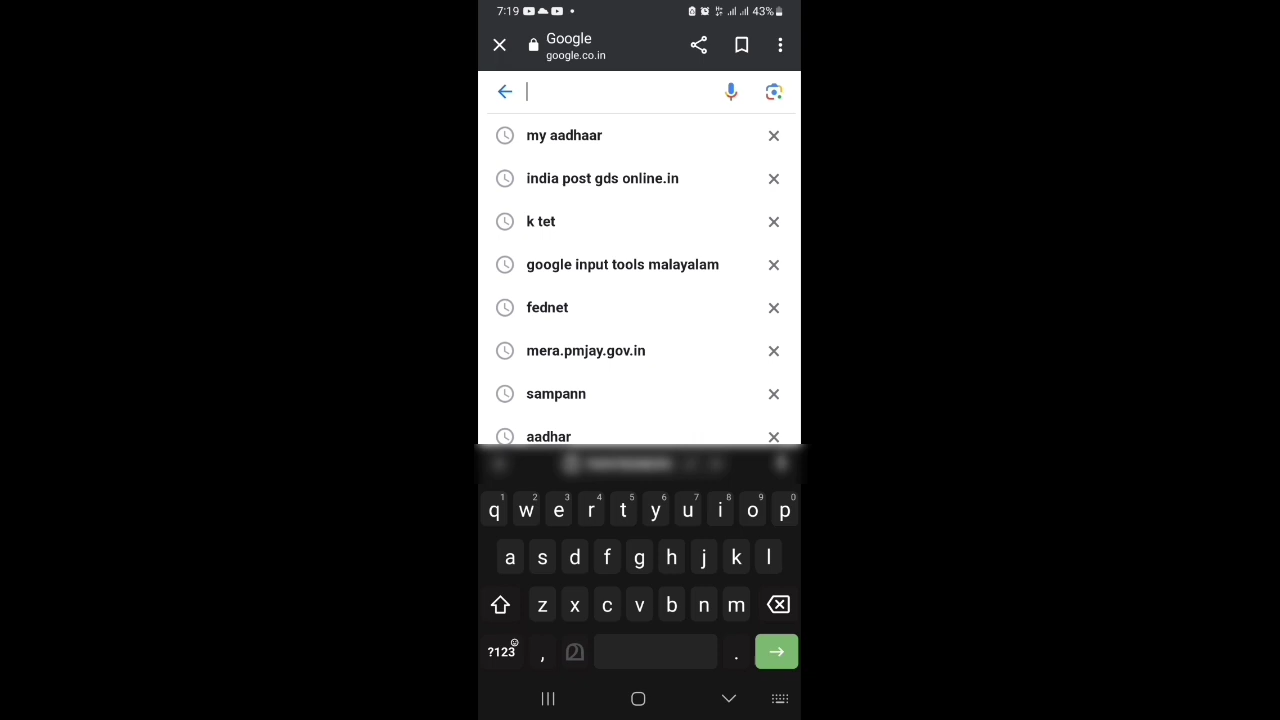 7:19 43%
Google
google.co.in
my aadhaar
india post gds online.in
k tet
google input tools malayalam
fednet
mera.pmjay.gov.in
sampann
aadhar
1 2 3 4 5 6 7 8 9 0
q w e r t y u i o p
a s d f g h j k l
z x c v b n m
?123 , മ .